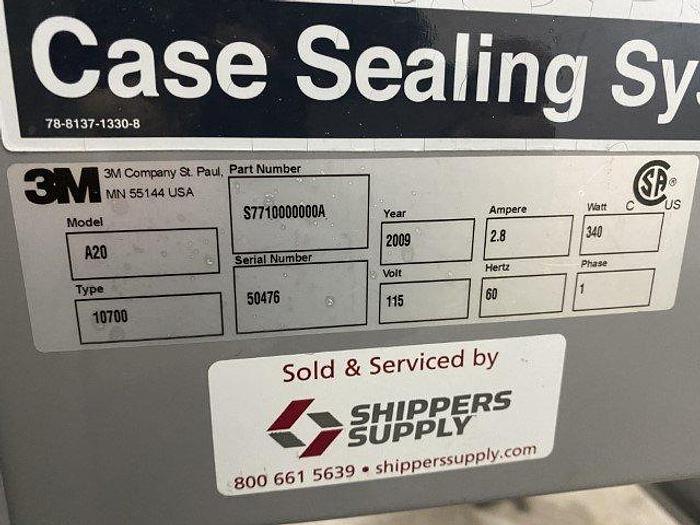 Case Sealing Sys
78-8137-1330-8
3M
3M Company St. Paul,
MN 55144 USA
Part Number
S7710000000A
Model
A20
Serial Number
50476
Type
10700
Year
2009
Ampere
2.8
Watt
340
Volt
115
Hertz
60
Phase
1
C SA ® US
Sold & Serviced by
SHIPPERS
SUPPLY
800 661 5639 • shipperssupply.com